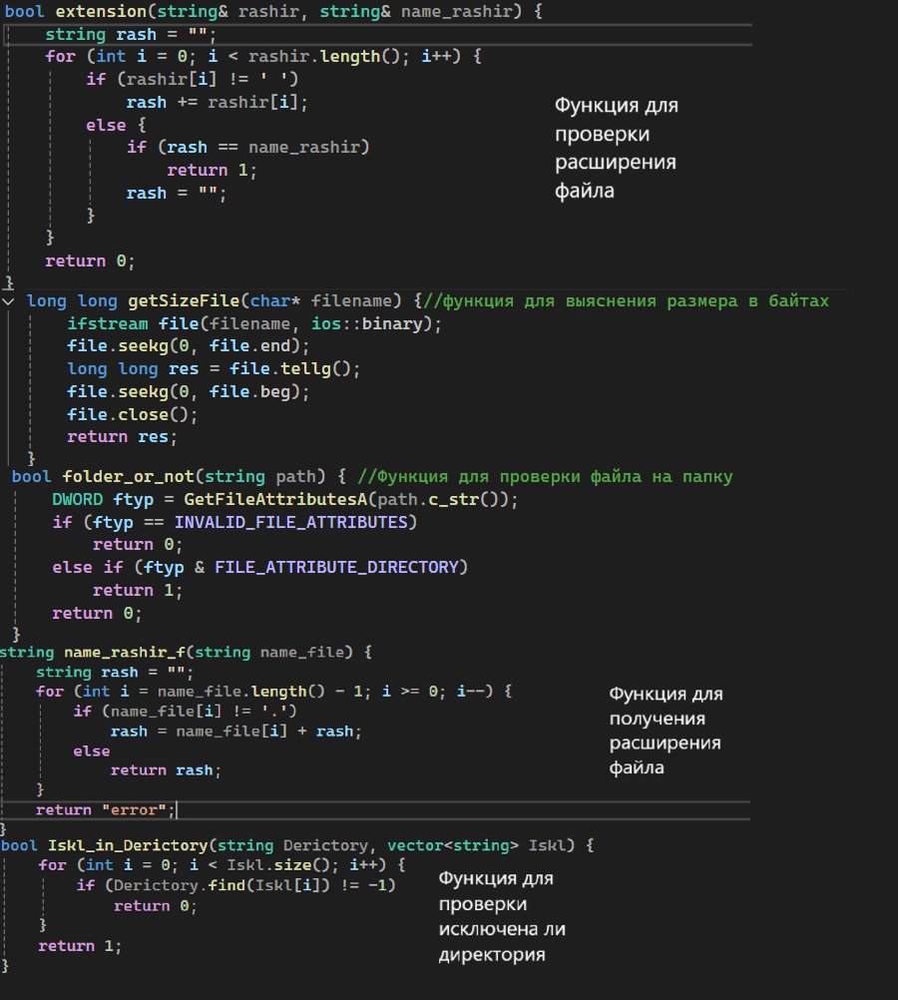 bool extension(string& rashir, string& name_rashir) {
    string rash = "";
    for (int i = 0; i < rashir.length(); i++) {
        if (rashir[i] != ' ')
            rash += rashir[i];
        else {
            if (rash == name_rashir)
                return 1;
            rash = "";
        }
    }
    return 0;
}
Функция для
проверки
расширения
файла
long long getSizeFile(char* filename) {//функция для выяснения размера в байтах
    ifstream file(filename, ios::binary);
    file.seekg(0, file.end);
    long long res = file.tellg();
    file.seekg(0, file.beg);
    file.close();
    return res;
}
bool folder_or_not(string path) { //Функция для проверки файла на папку
    DWORD ftyp = GetFileAttributesA(path.c_str());
    if (ftyp == INVALID_FILE_ATTRIBUTES)
        return 0;
    else if (ftyp & FILE_ATTRIBUTE_DIRECTORY)
        return 1;
    return 0;
}
string name_rashir_f(string name_file) {
    string rash = "";
    for (int i = name_file.length() - 1; i >= 0; i--) {
        if (name_file[i] != '.')
            rash = name_file[i] + rash;
        else
            return rash;
    }
    return "error";
}
Функция для
получения
расширения
файла
bool Iskl_in_Derictory(string Derictory, vector<string> Iskl) {
    for (int i = 0; i < Iskl.size(); i++) {
        if (Derictory.find(Iskl[i]) != -1)
            return 0;
    }
    return 1;
}
Функция для
проверки
исключена ли
директория